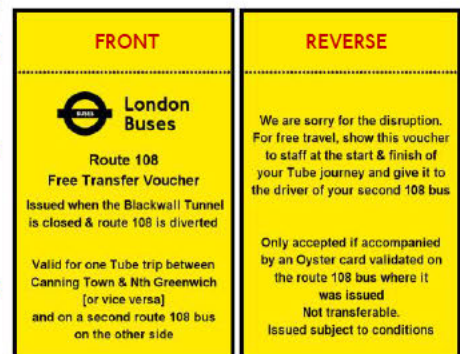 FRONT
BUSES
London
Buses
Route 108
Free Transfer Voucher
Issued when the Blackwall Tunnel
is closed & route 108 is diverted
Valid for one Tube trip between
Canning Town & Nth Greenwich
[or vice versa]
and on a second route 108 bus
on the other side
REVERSE
We are sorry for the disruption.
For free travel, show this voucher
to staff at the start & finish of
your Tube journey and give it to
the driver of your second 108 bus
Only accepted if accompanied
by an Oyster card validated on
the route 108 bus where it
was issued
Not transferable.
Issued subject to conditions